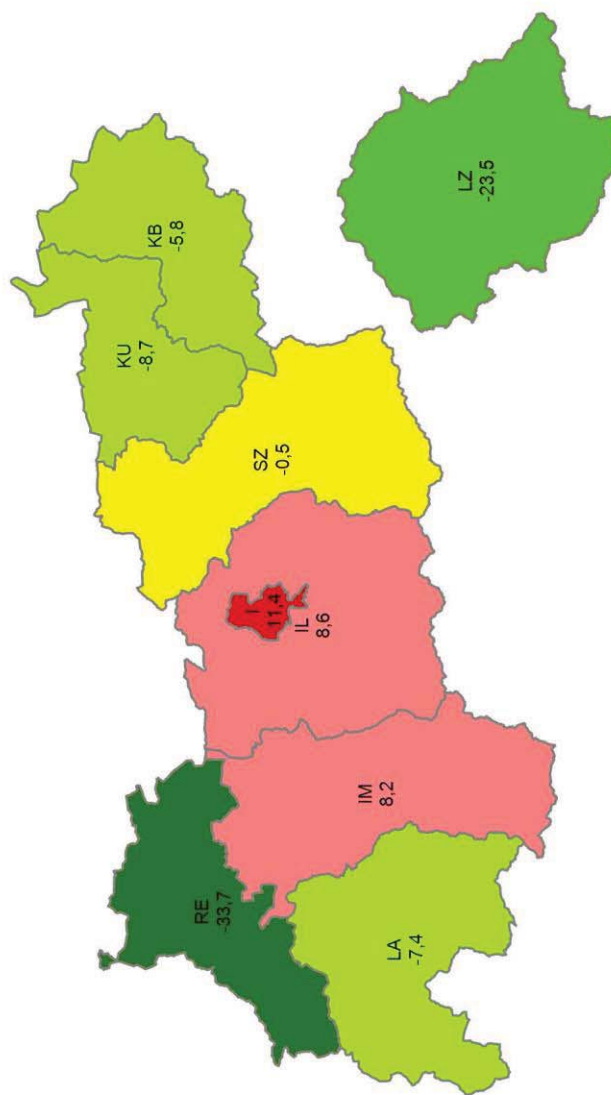 RE
-33,7
LA
-7,4
IM
8,2
I
11,4
IL
8,6
SZ
-0,5
KU
-8,7
KB
-5,8
LZ
-23,5